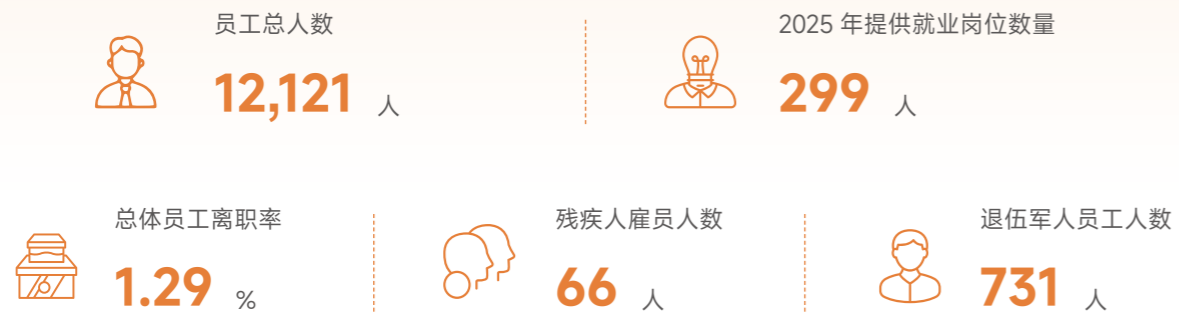 员工总人数
12,121 人
2025 年提供就业岗位数量
299 人
总体员工离职率
1.29 %
残疾人雇员人数
66 人
退伍军人员工人数
731 人